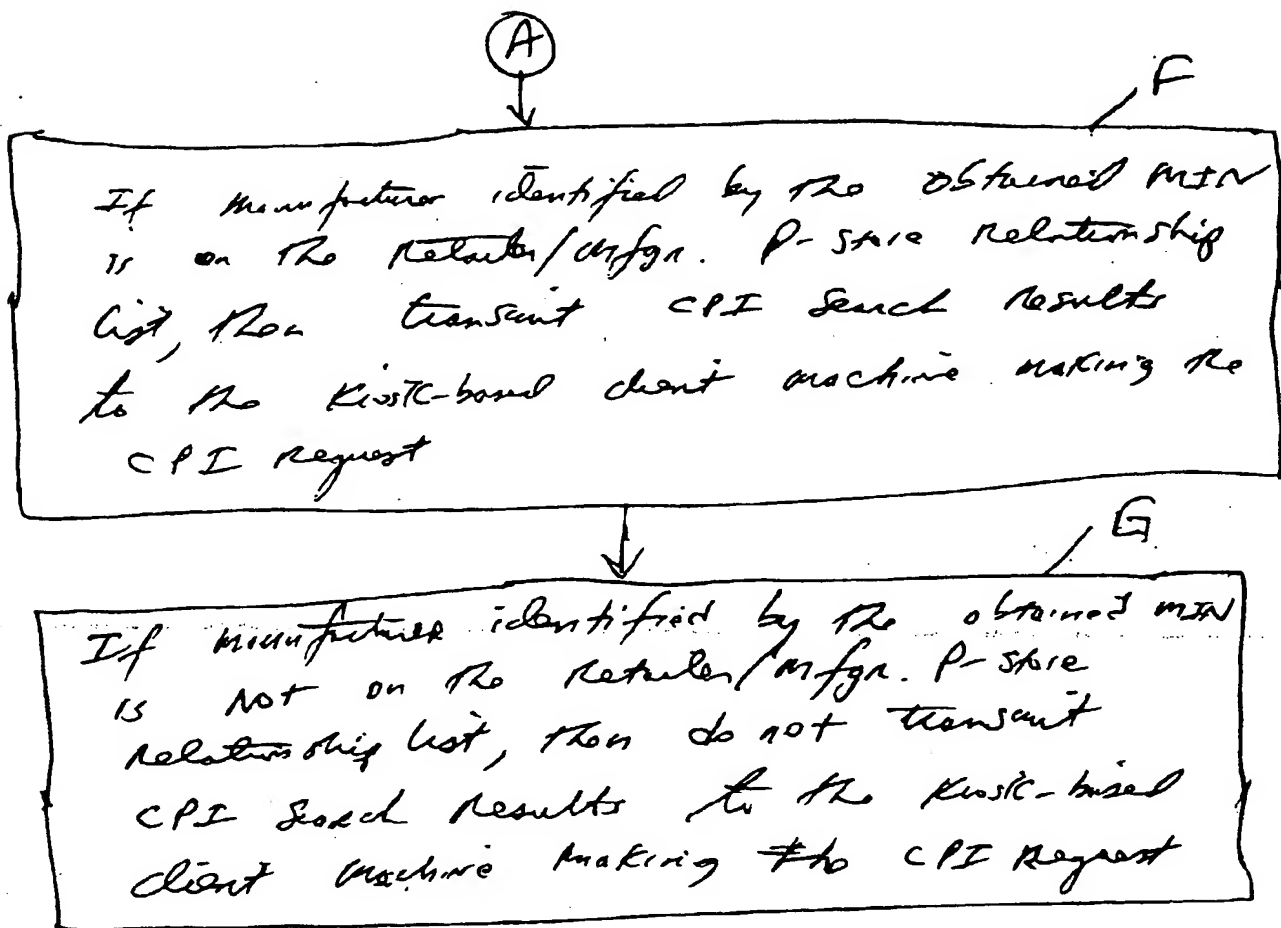 A
F
If manufacturer identified by the obtained MIN
is on the Retailer/Mfgr. P-Store Relationship
list, then transmit CPI Search Results
to the Kiosk-based client machine making the
CPI Request
G
If manufacturer identified by the obtained MIN
is Not on the Retailer/Mfgr. P-Store
Relationship list, then do not transmit
CPI Search Results to the Kiosk-based
client machine making the CPI Request